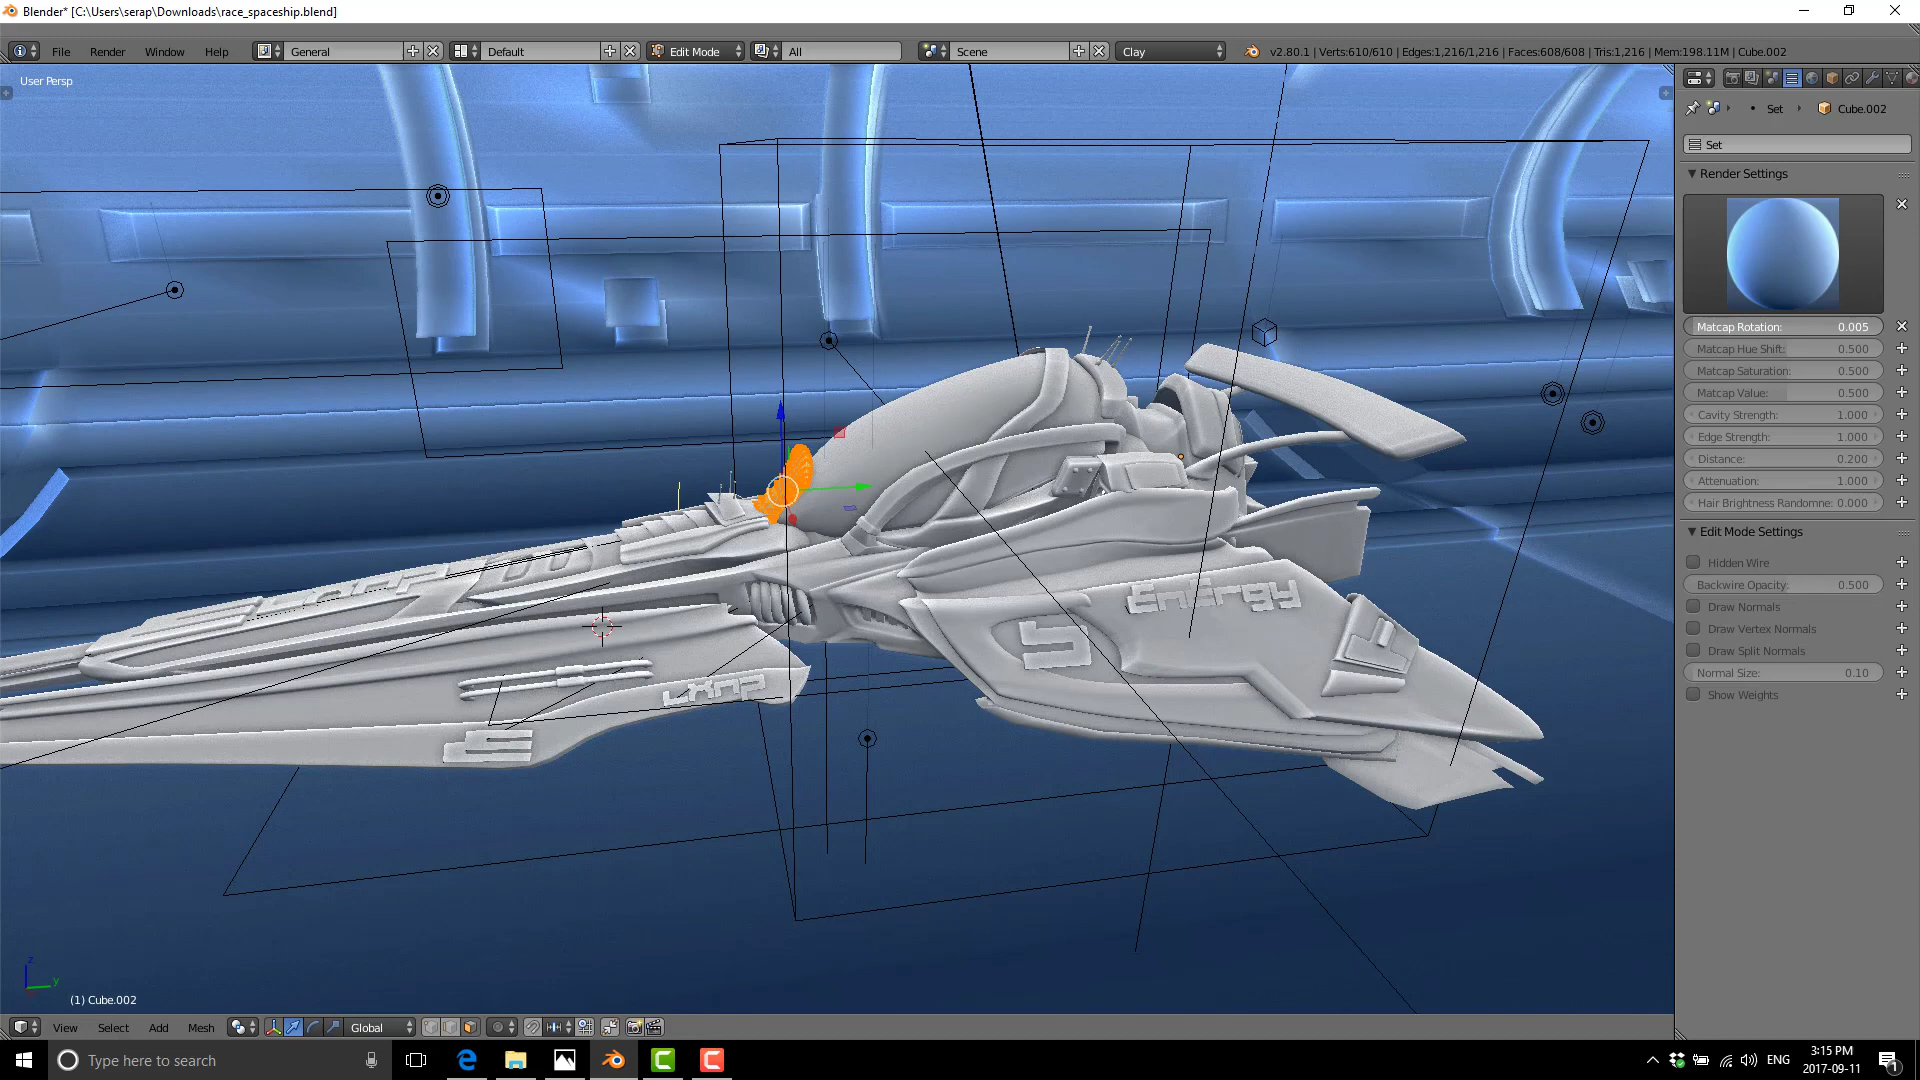 Blender* [C:\Users\serap\Downloads\race_spaceship.blend]
File Render Window Help General Default Edit Mode All Scene Clay v2.80.1 | Verts:610/610 | Edges:1,216/1,216 | Faces:608/608 | Tris:1,216 | Mem:198.11M | Cube.002
User Persp
Set Cube.002
Set
Render Settings
Matcap Rotation: 0.005
Matcap Hue Shift: 0.500
Matcap Saturation: 0.500
Matcap Value: 0.500
Cavity Strength: 1.000
Edge Strength: 1.000
Distance: 0.200
Attenuation: 1.000
Hair Brightness Randomne: 0.000
Edit Mode Settings
Hidden Wire
Backwire Opacity: 0.500
Draw Normals
Draw Vertex Normals
Draw Split Normals
Normal Size: 0.10
Show Weights
EnErgy
5
z
y
(1) Cube.002
View Select Add Mesh Global
Type here to search
ENG
3:15 PM
2017-09-11
1